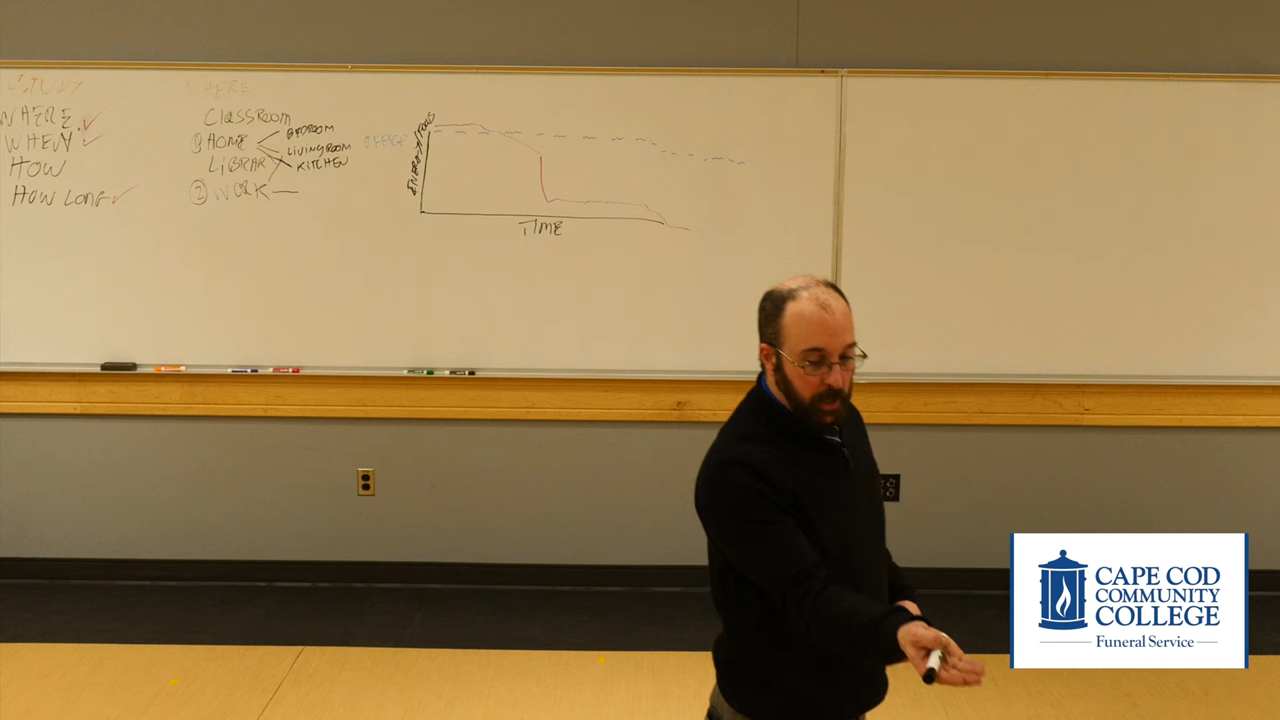 STUDY
WHERE
WHEN
HOW
HOW LONG
WHERE
CLASSROOM
① HOME
BEDROOM
LIVING ROOM
KITCHEN
OFFICE
LIBRARY
② WORK
ENERGY/FOCUS
TIME
CAPE COD
COMMUNITY
COLLEGE
Funeral Service